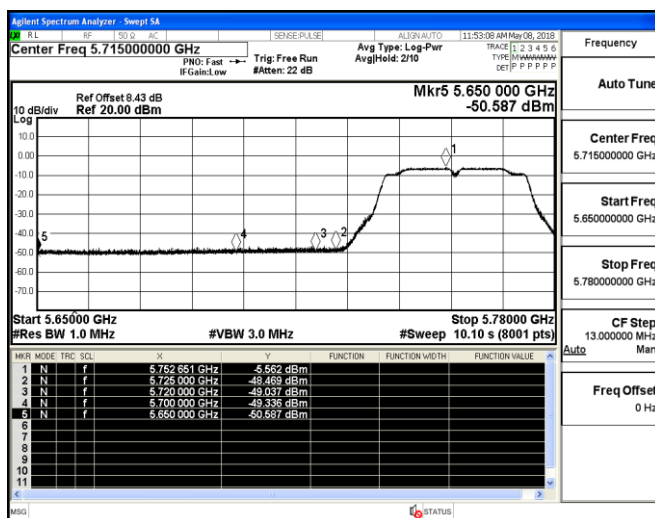 Agilent Spectrum Analyzer - Swept SA
RL RF 50 Ω AC SENSE:PULSE ALIGN AUTO 11:53:08 AM May 08, 2018
Center Freq 5.715000000 GHz
PNO: Fast
IFGain:Low
Trig: Free Run
#Atten: 22 dB
Avg Type: Log-Pwr
Avg|Hold: 2/10
TRACE 1 2 3 4 5 6
TYPE MWWWWW
DET P P P P P P
Ref Offset 8.43 dB
10 dB/div Ref 20.00 dBm
Log
Mkr5 5.650 000 GHz
-50.587 dBm
10.0
0.00
-10.0
-20.0
-30.0
-40.0
-50.0
-60.0
-70.0
1
2
3
4
5
Start 5.65000 GHz Stop 5.78000 GHz
#Res BW 1.0 MHz #VBW 3.0 MHz #Sweep 10.10 s (8001 pts)
MKR MODE TRC SCL X Y FUNCTION FUNCTION WIDTH FUNCTION VALUE
1 N f 5.752 651 GHz -5.562 dBm
2 N f 5.725 000 GHz -48.469 dBm
3 N f 5.720 000 GHz -49.037 dBm
4 N f 5.700 000 GHz -49.336 dBm
5 N f 5.650 000 GHz -50.587 dBm
6
7
8
9
10
11
MSG STATUS
Frequency
Auto Tune
Center Freq
5.715000000 GHz
Start Freq
5.650000000 GHz
Stop Freq
5.780000000 GHz
CF Step
13.000000 MHz
Auto Man
Freq Offset
0 Hz